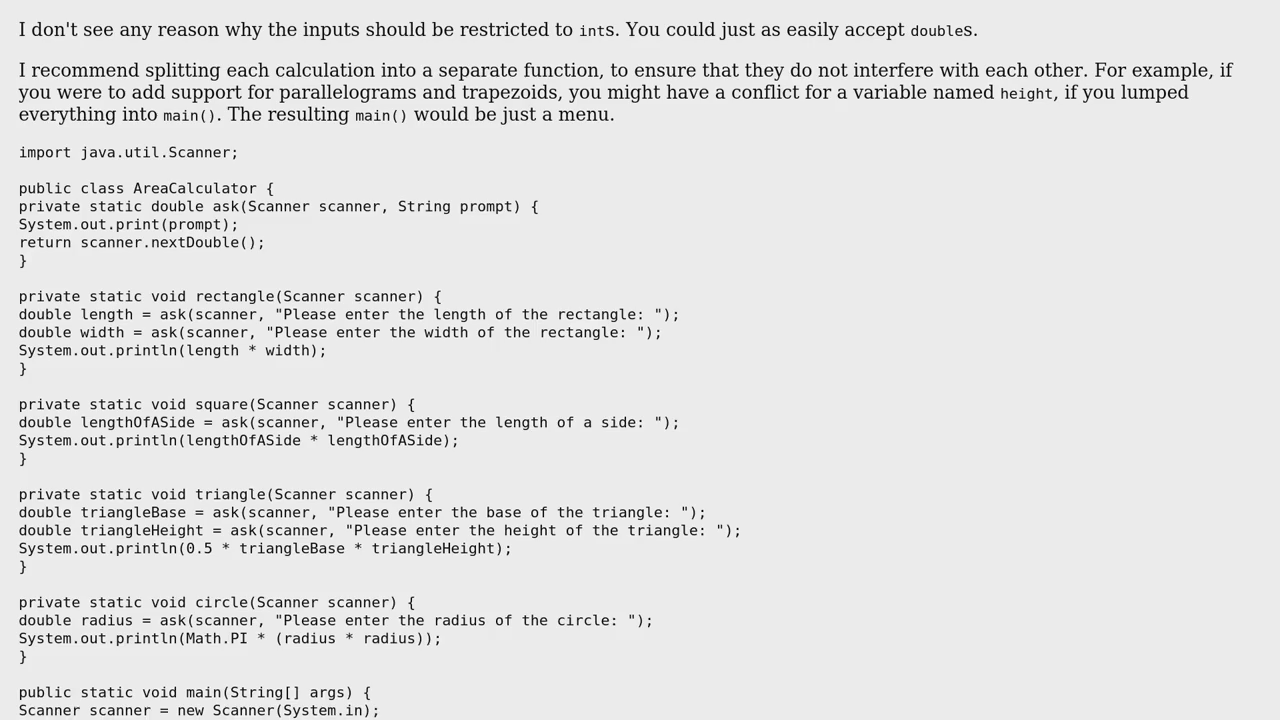 I don't see any reason why the inputs should be restricted to ints. You could just as easily accept doubles.
I recommend splitting each calculation into a separate function, to ensure that they do not interfere with each other. For example, if
you were to add support for parallelograms and trapezoids, you might have a conflict for a variable named height, if you lumped
everything into main(). The resulting main() would be just a menu.
import java.util.Scanner;
public class AreaCalculator {
private static double ask(Scanner scanner, String prompt) {
System.out.print(prompt);
return scanner.nextDouble();
}
private static void rectangle(Scanner scanner) {
double length = ask(scanner, "Please enter the length of the rectangle: ");
double width = ask(scanner, "Please enter the width of the rectangle: ");
System.out.println(length * width);
}
private static void square(Scanner scanner) {
double lengthOfASide = ask(scanner, "Please enter the length of a side: ");
System.out.println(lengthOfASide * lengthOfASide);
}
private static void triangle(Scanner scanner) {
double triangleBase = ask(scanner, "Please enter the base of the triangle: ");
double triangleHeight = ask(scanner, "Please enter the height of the triangle: ");
System.out.println(0.5 * triangleBase * triangleHeight);
}
private static void circle(Scanner scanner) {
double radius = ask(scanner, "Please enter the radius of the circle: ");
System.out.println(Math.PI * (radius * radius));
}
public static void main(String[] args) {
Scanner scanner = new Scanner(System.in);